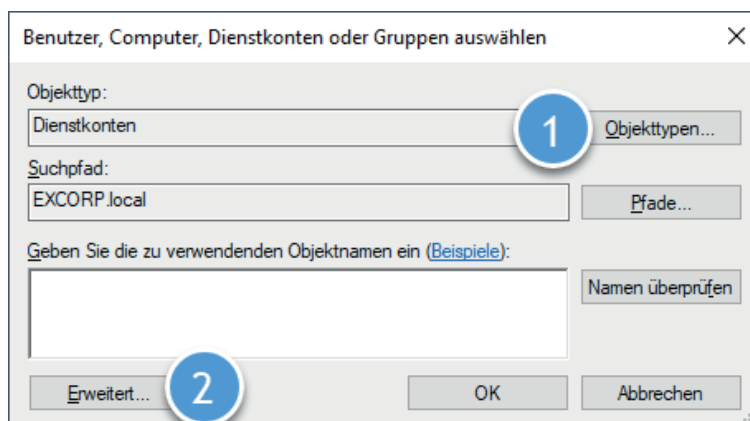 Benutzer, Computer, Dienstkonten oder Gruppen auswählen
Objekttyp:
Dienstkonten
1
Objekttypen...
Suchpfad:
EXCORP.local
Pfade...
Geben Sie die zu verwendenden Objektnamen ein (Beispiele):
Namen überprüfen
Erweitert...
2
OK
Abbrechen